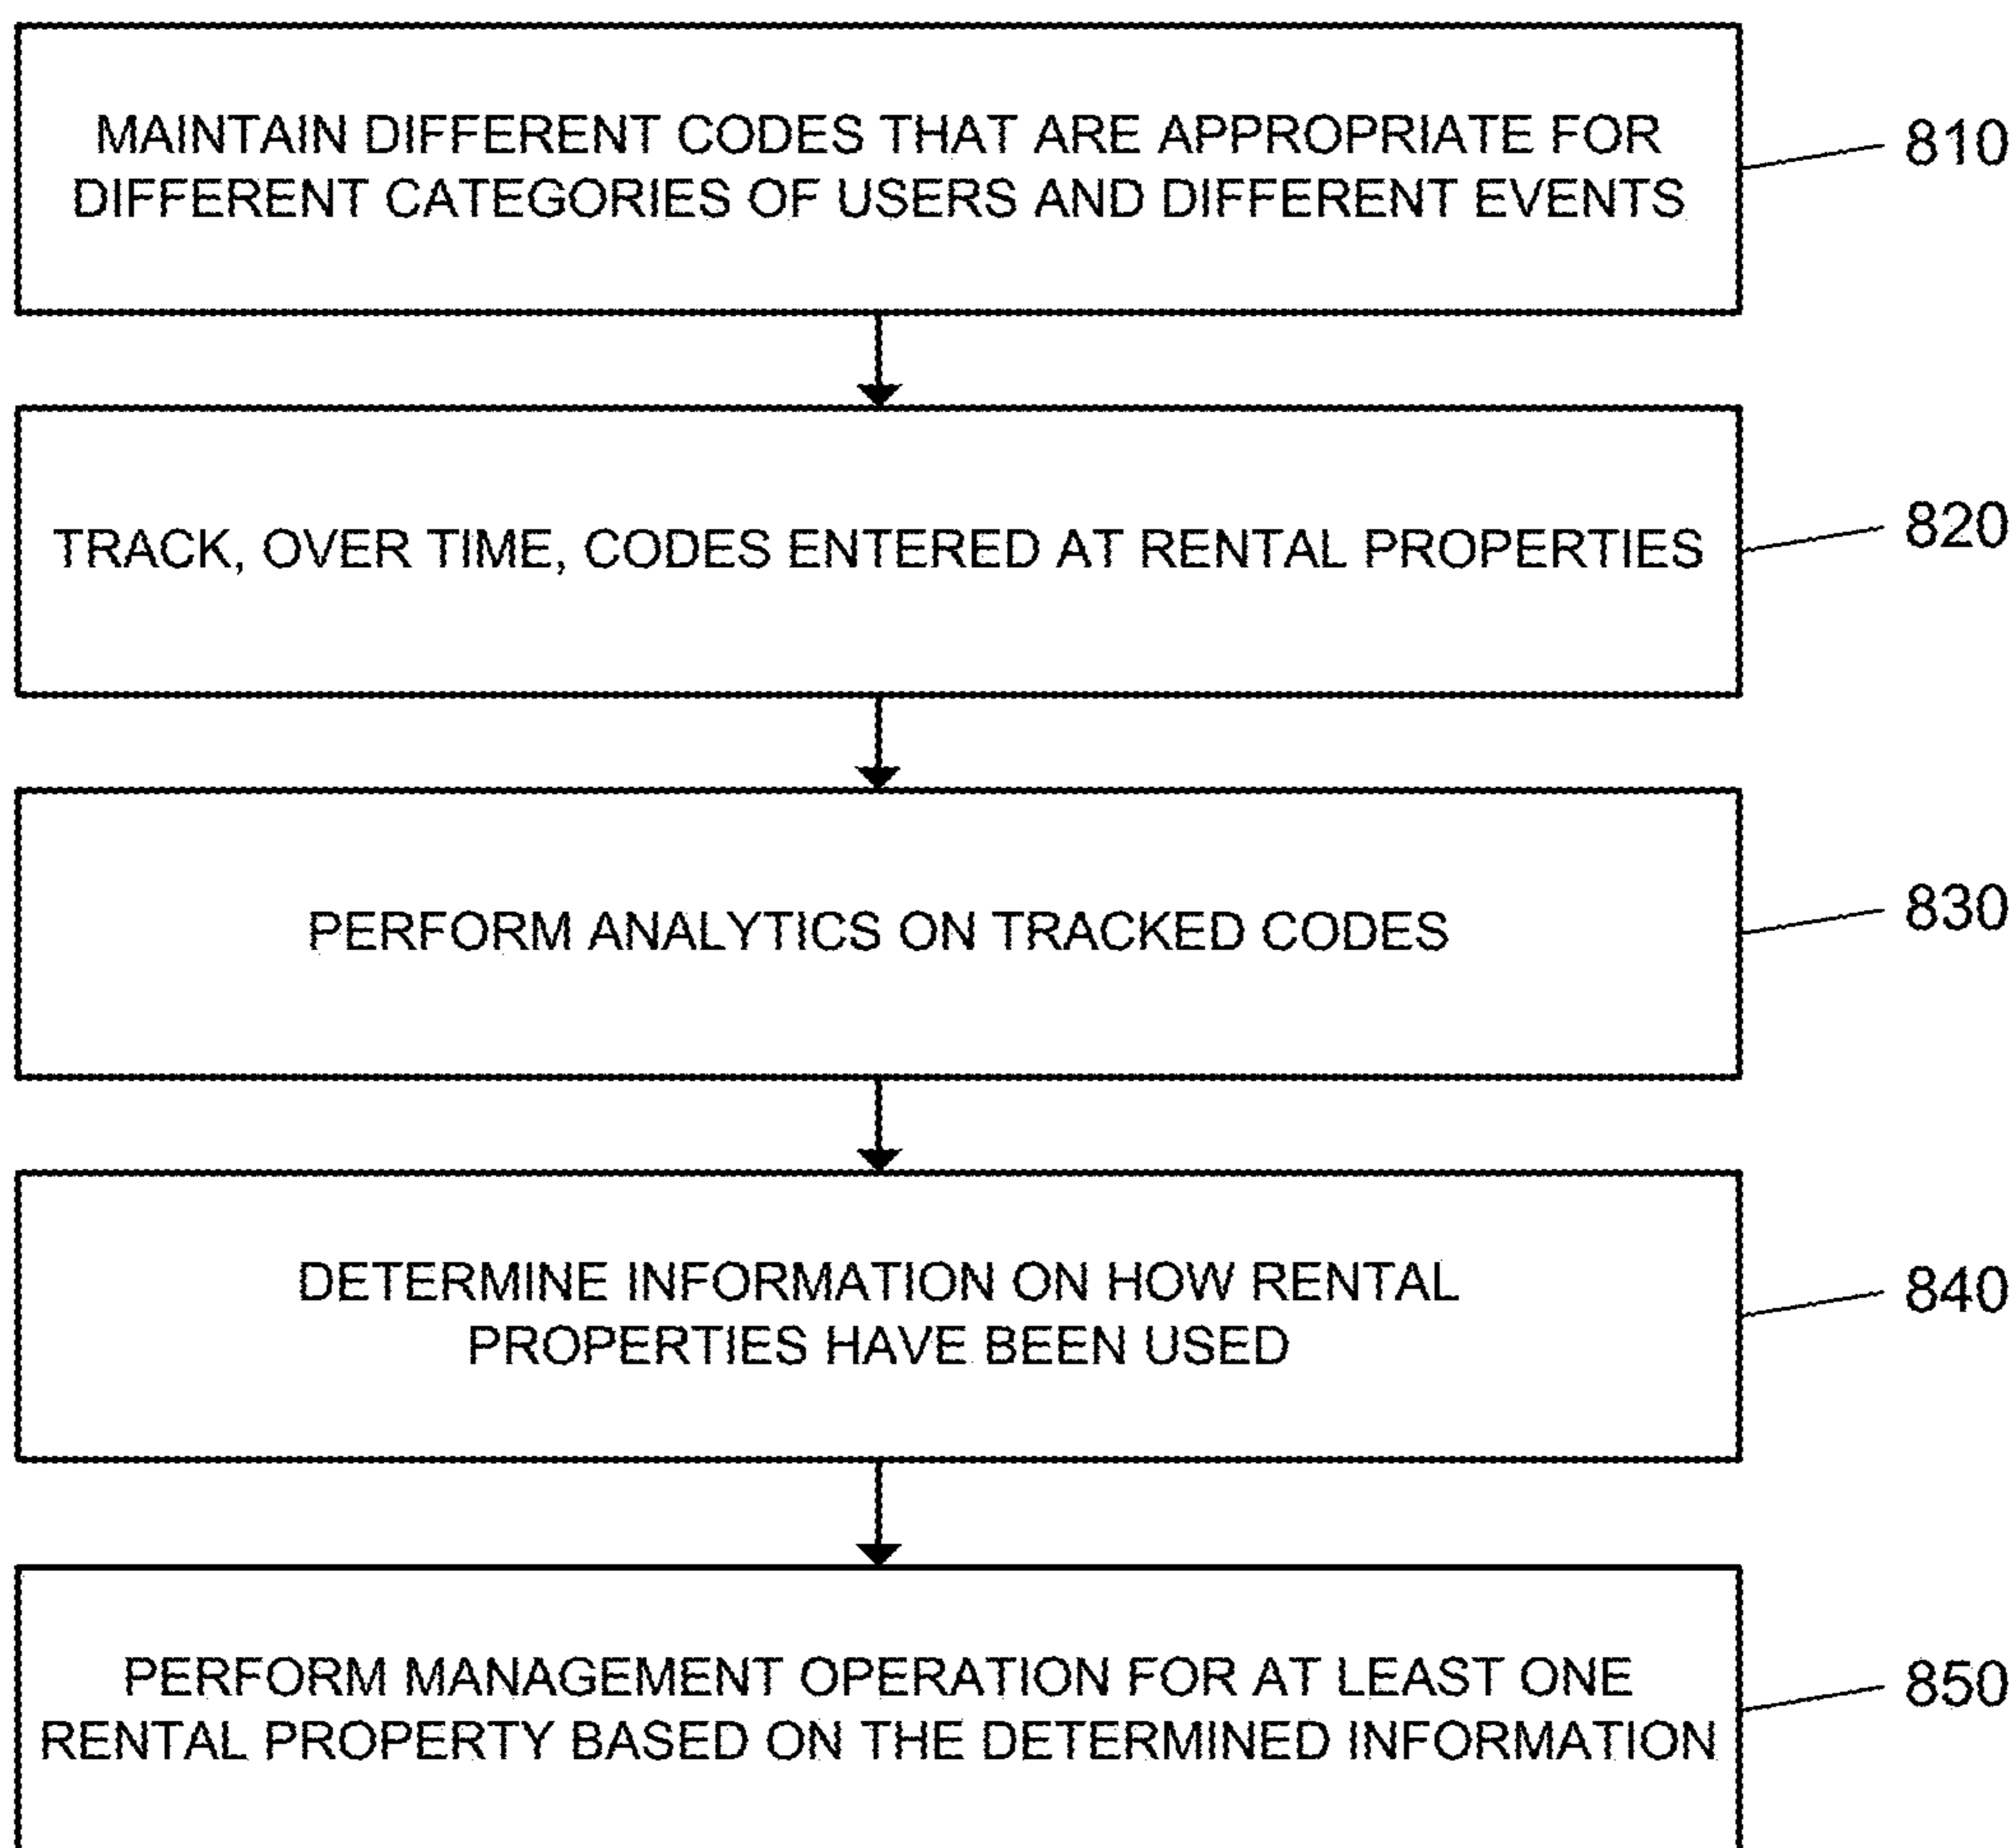 MAINTAIN DIFFERENT CODES THAT ARE APPROPRIATE FOR
DIFFERENT CATEGORIES OF USERS AND DIFFERENT EVENTS
810
TRACK, OVER TIME, CODES ENTERED AT RENTAL PROPERTIES
820
PERFORM ANALYTICS ON TRACKED CODES
830
DETERMINE INFORMATION ON HOW RENTAL
PROPERTIES HAVE BEEN USED
840
PERFORM MANAGEMENT OPERATION FOR AT LEAST ONE
RENTAL PROPERTY BASED ON THE DETERMINED INFORMATION
850